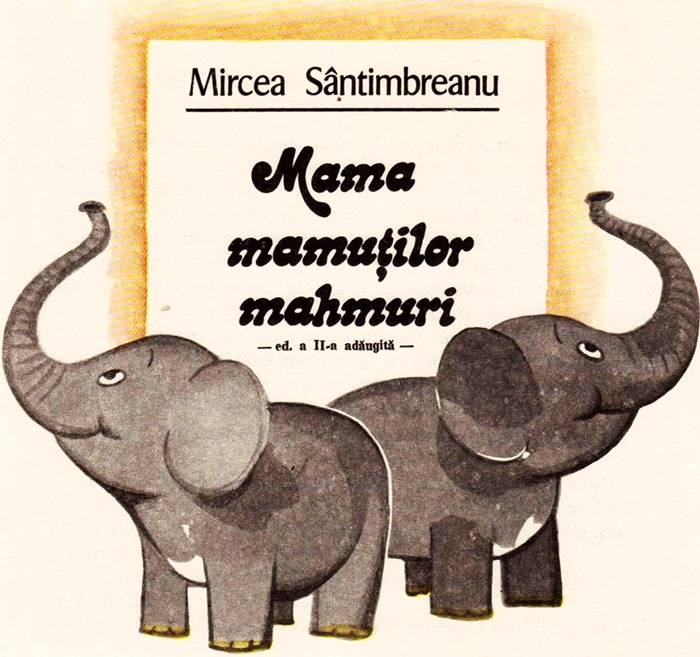 Mircea Sântimbreanu
Mama
mamuților
mahmuri
— ed. a II-a adăugită —